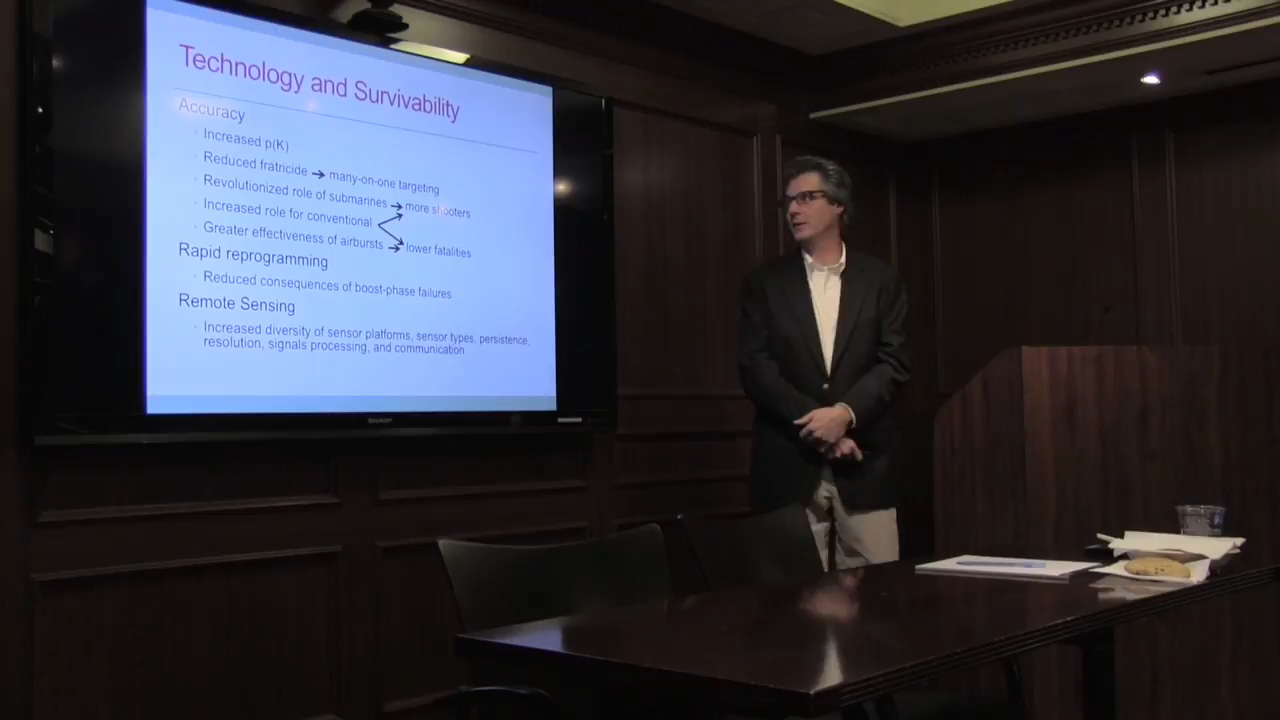 Technology and Survivability
Accuracy
Increased p(K)
Reduced fratricide → many-on-one targeting
Revolutionized role of submarines → more shooters
Increased role for conventional
Greater effectiveness of airbursts → lower fatalities
Rapid reprogramming
Reduced consequences of boost-phase failures
Remote Sensing
Increased diversity of sensor platforms, sensor types, persistence,
resolution, signals processing, and communication
SHARP